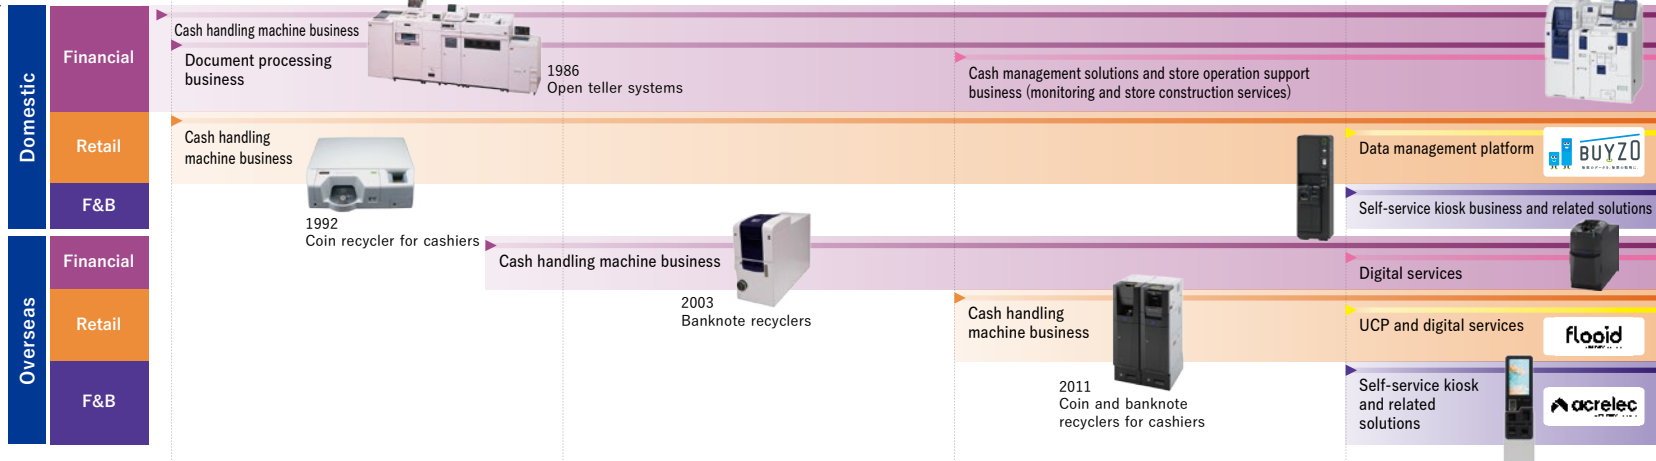 Domestic
Financial
Cash handling machine business
Document processing
business
1986
Open teller systems
Cash management solutions and store operation support
business (monitoring and store construction services)
Retail
Cash handling
machine business
1992
Coin recycler for cashiers
Data management platform
BUYZO
F&B
Self-service kiosk business and related solutions
Overseas
Financial
Cash handling machine business
2003
Banknote recyclers
Digital services
Retail
Cash handling
machine business
2011
Coin and banknote
recyclers for cashiers
UCP and digital services
flooid
F&B
Self-service kiosk
and related
solutions
acrelec